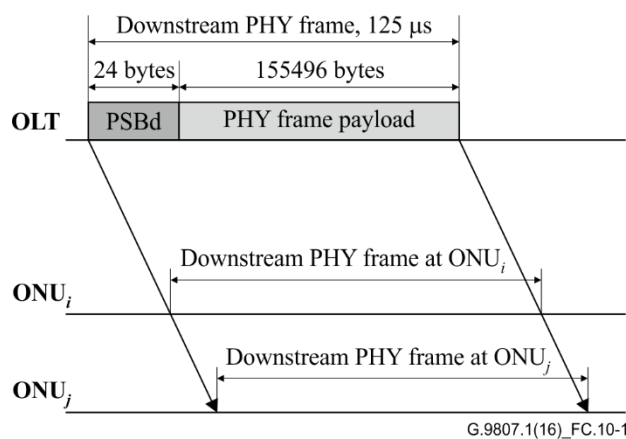 Downstream PHY frame, 125 μs
24 bytes 155496 bytes
OLT PSBd PHY frame payload
Downstream PHY frame at ONUi
ONUi
Downstream PHY frame at ONUj
ONUj
G.9807.1(16)_FC.10-1